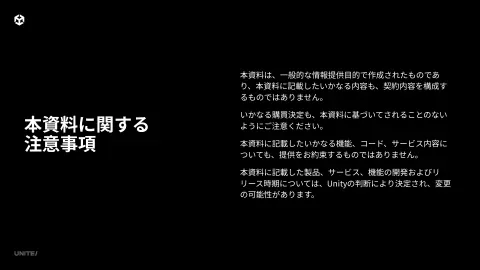 本資料に関する
注意事項
本資料は、一般的な情報提供目的で作成されたものであ
り、本資料に記載したいかなる内容も、契約内容を構成す
るものではありません。
いかなる購買決定も、本資料に基づいてされることのない
ようにご注意ください。
本資料に記載したいかなる機能、コード、サービス内容に
ついても、提供をお約束するものではありません。
本資料に記載した製品、サービス、機能の開発およびリ
リース時期については、Unityの判断により決定され、変更
の可能性があります。
UNITE/